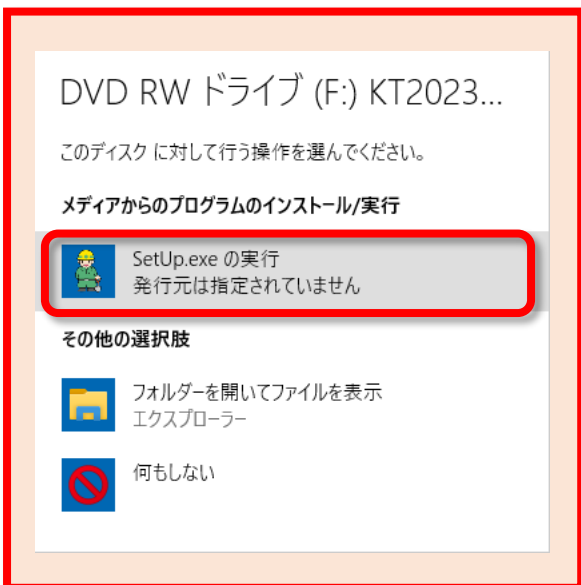 DVD RW ドライブ (F:) KT2023...
このディスク に対して行う操作を選んでください。
メディアからのプログラムのインストール/実行
SetUp.exe の実行
発行元は指定されていません
その他の選択肢
フォルダーを開いてファイルを表示
エクスプローラー
何もしない